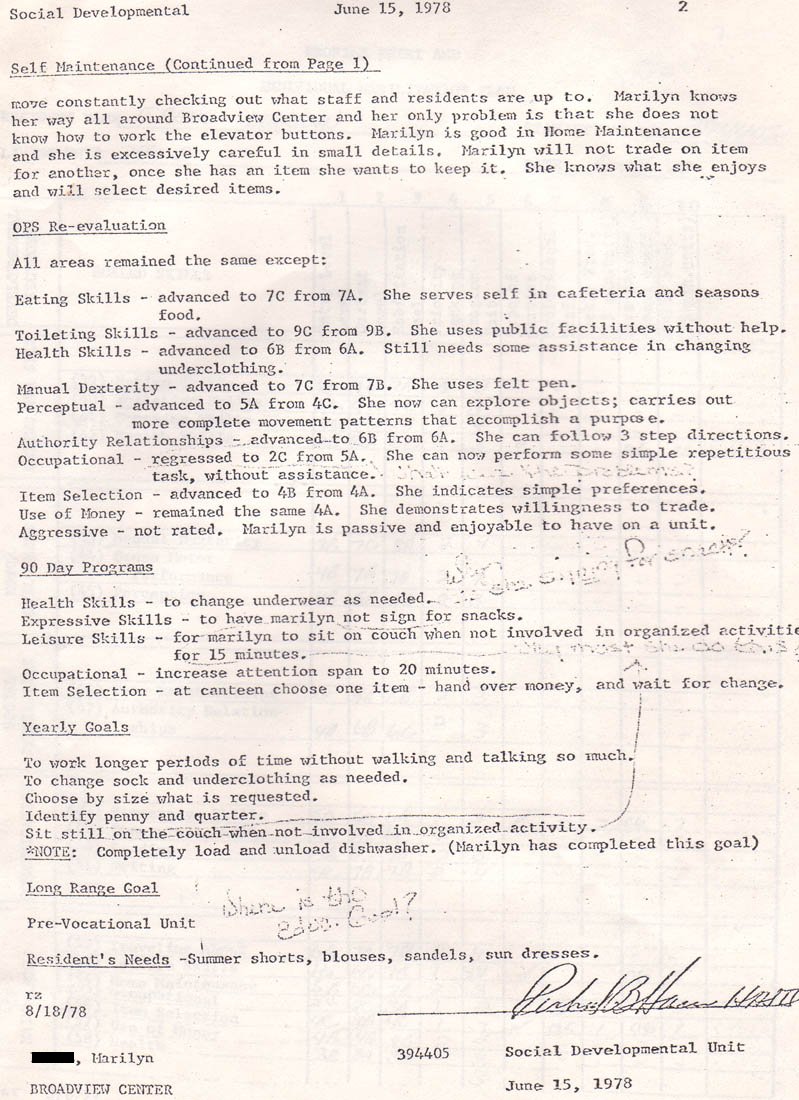 Social Developmental June 15, 1978 2
Self Maintenance (Continued from Page 1)
move constantly checking out what staff and residents are up to. Marilyn knows
her way all around Broadview Center and her only problem is that she does not
know how to work the elevator buttons. Marilyn is good in Home Maintenance
and she is excessively careful in small details. Marilyn will not trade on item
for another, once she has an item she wants to keep it. She knows what she enjoys
and will select desired items.
OPS Re-evaluation
All areas remained the same except:
Eating Skills - advanced to 7C from 7A. She serves self in cafeteria and seasons
food.
Toileting Skills - advanced to 9C from 9B. She uses public facilities without help.
Health Skills - advanced to 6B from 6A. Still needs some assistance in changing
underclothing.
Manual Dexterity - advanced to 7C from 7B. She uses felt pen.
Perceptual - advanced to 5A from 4C. She now can explore objects; carries out
more complete movement patterns that accomplish a purpose.
Authority Relationships - advanced to 6B from 6A. She can follow 3 step directions.
Occupational - regressed to 2C from 5A. She can now perform some simple repetitious
task, without assistance.
Item Selection - advanced to 4B from 4A. She indicates simple preferences.
Use of Money - remained the same 4A. She demonstrates willingness to trade.
Aggressive - not rated. Marilyn is passive and enjoyable to have on a unit.
90 Day Programs
Why
for snacks?
Health Skills - to change underwear as needed.
Expressive Skills - to have marilyn not sign for snacks.
Leisure Skills - for marilyn to sit on couch when not involved in organized activitie
for 15 minutes. Why must she do this
Occupational - increase attention span to 20 minutes.
Item Selection - at canteen choose one item - hand over money, and wait for change.
Yearly Goals
To work longer periods of time without walking and talking so much.
To change sock and underclothing as needed.
Choose by size what is requested.
Identify penny and quarter.
Sit still on the couch when not involved in organized activity.
*NOTE: Completely load and unload dishwasher. (Marilyn has completed this goal)
Long Range Goal
Where is the
Educ. Goal?
Pre-Vocational Unit
Resident's Needs -Summer shorts, blouses, sandels, sun dresses.
rz
8/18/78
, Marilyn 394405 Social Developmental Unit
BROADVIEW CENTER June 15, 1978